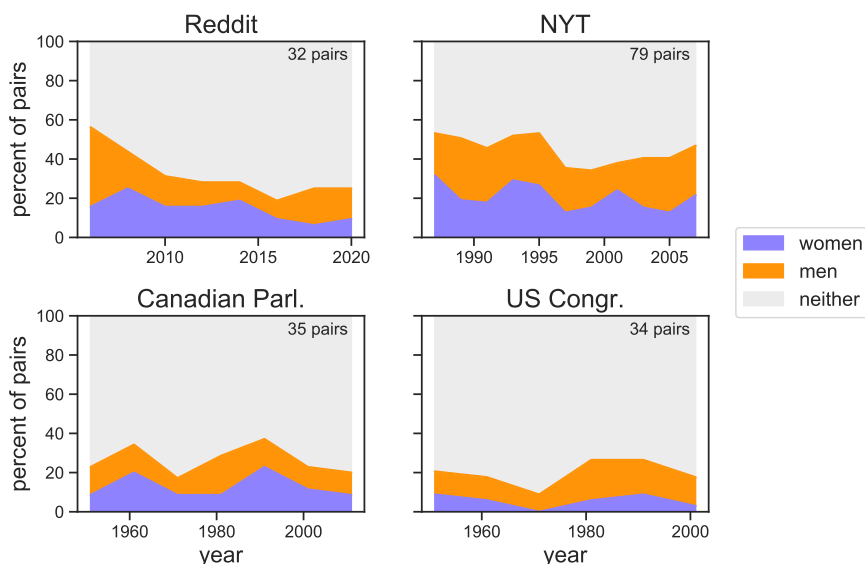 Reddit
NYT
100
80
60
40
20
0
percent of pairs
32 pairs
79 pairs
2010
2015
2020
1990
1995
2000
2005
women
men
neither
Canadian Parl.
US Congr.
100
80
60
40
20
0
percent of pairs
35 pairs
34 pairs
1960
1980
2000
1960
1980
2000
year
year